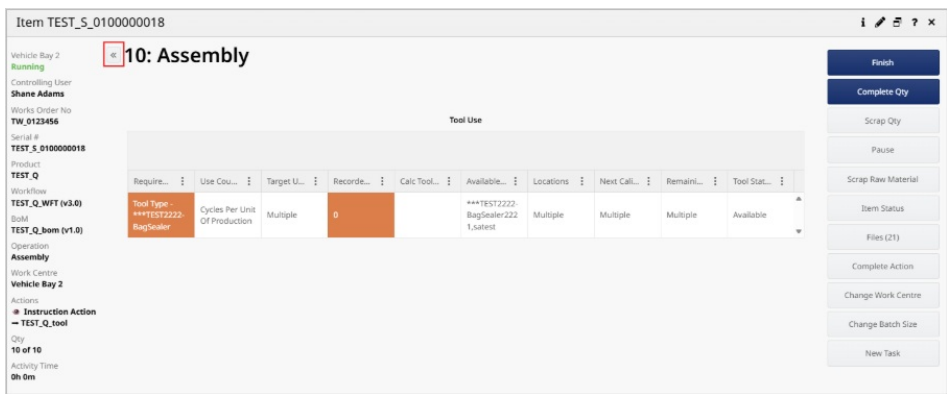 Item TEST_S_0100000018
i ? ×
Vehicle Bay 2
Running
Controlling User
Shane Adams
Works Order No
TW_0123456
Serial #
TEST_S_0100000018
Product
TEST_Q
Workflow
TEST_Q_WFT (v3.0)
BoM
TEST_Q_bom (v1.0)
Operation
Assembly
Work Centre
Vehicle Bay 2
Actions
Instruction Action
TEST_Q_tool
Qty
10 of 10
Activity Time
0h 0m
« 10: Assembly
Tool Use
Require... Use Cou... Target U... Recorde... Calc Tool... Available... Locations Next Cali... Remaini... Tool Stat...
Tool Type -
***TEST2222-
BagSealer
Cycles Per Unit
Of Production
Multiple
0
***TEST2222-
BagSealer222
1,satest
Multiple
Multiple
Multiple
Available
Finish
Complete Qty
Scrap Qty
Pause
Scrap Raw Material
Item Status
Files (21)
Complete Action
Change Work Centre
Change Batch Size
New Task